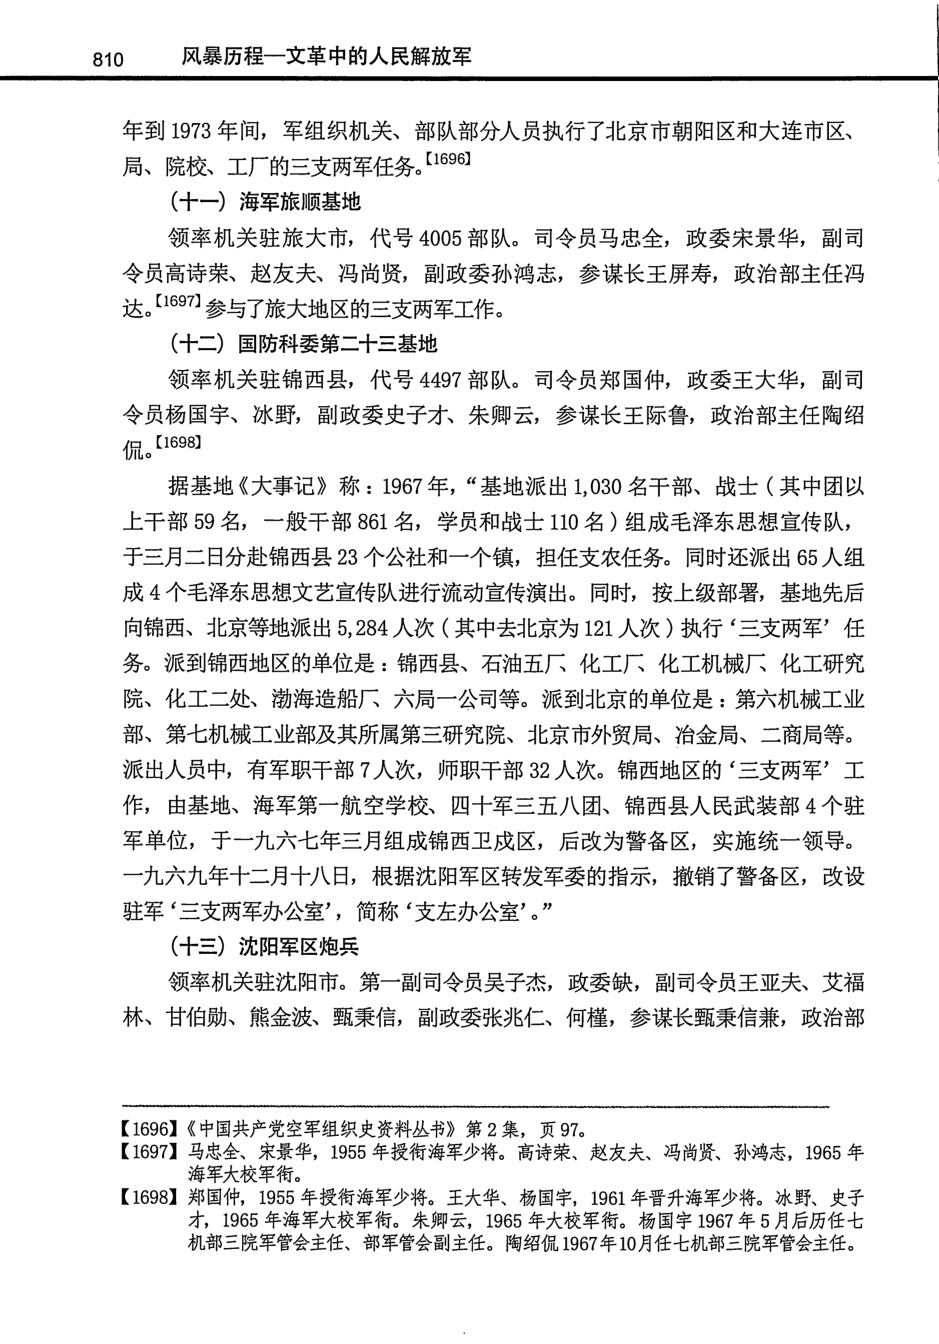 810 风暴历程—文革中的人民解放军
年到 1973 年间，军组织机关、部队部分人员执行了北京市朝阳区和大连市区、
局、院校、工厂的三支两军任务。【1696】
（十一）海军旅顺基地
领率机关驻旅大市，代号 4005 部队。司令员马忠全，政委宋景华，副司
令员高诗荣、赵友夫、冯尚贤，副政委孙鸿志，参谋长王屏寿，政治部主任冯
达。【1697】参与了旅大地区的三支两军工作。
（十二）国防科委第二十三基地
领率机关驻锦西县，代号 4497 部队。司令员郑国仲，政委王大华，副司
令员杨国宇、冰野，副政委史子才、朱卿云，参谋长王际鲁，政治部主任陶绍
侃。【1698】
据基地《大事记》称：1967 年，“基地派出 1,030 名干部、战士（其中团以
上干部 59 名，一般干部 861 名，学员和战士 110 名）组成毛泽东思想宣传队，
于三月二日分赴锦西县 23 个公社和一个镇，担任支农任务。同时还派出 65 人组
成 4 个毛泽东思想文艺宣传队进行流动宣传演出。同时，按上级部署，基地先后
向锦西、北京等地派出 5,284 人次（其中去北京为 121 人次）执行‘三支两军’任
务。派到锦西地区的单位是：锦西县、石油五厂、化工厂、化工机械厂、化工研究
院、化工二处、渤海造船厂、六局一公司等。派到北京的单位是：第六机械工业
部、第七机械工业部及其所属第三研究院、北京市外贸局、冶金局、二商局等。
派出人员中，有军职干部 7 人次，师职干部 32 人次。锦西地区的‘三支两军’工
作，由基地、海军第一航空学校、四十军三五八团、锦西县人民武装部 4 个驻
军单位，于一九六七年三月组成锦西卫戍区，后改为警备区，实施统一领导。
一九六九年十二月十八日，根据沈阳军区转发军委的指示，撤销了警备区，改设
驻军‘三支两军办公室’，简称‘支左办公室’。”
（十三）沈阳军区炮兵
领率机关驻沈阳市。第一副司令员吴子杰，政委缺，副司令员王亚夫、艾福
林、甘伯勋、熊金波、甄秉信，副政委张兆仁、何槿，参谋长甄秉信兼，政治部
【1696】《中国共产党空军组织史资料丛书》第 2 集，页 97。
【1697】马忠全、宋景华，1955 年授衔海军少将。高诗荣、赵友夫、冯尚贤、孙鸿志，1965 年
海军大校军衔。
【1698】郑国仲，1955 年授衔海军少将。王大华、杨国宇，1961 年晋升海军少将。冰野、史子
才，1965 年海军大校军衔。朱卿云，1965 年大校军衔。杨国宇 1967 年 5 月后历任七
机部三院军管会主任、部军管会副主任。陶绍侃 1967 年 10 月任七机部三院军管会主任。